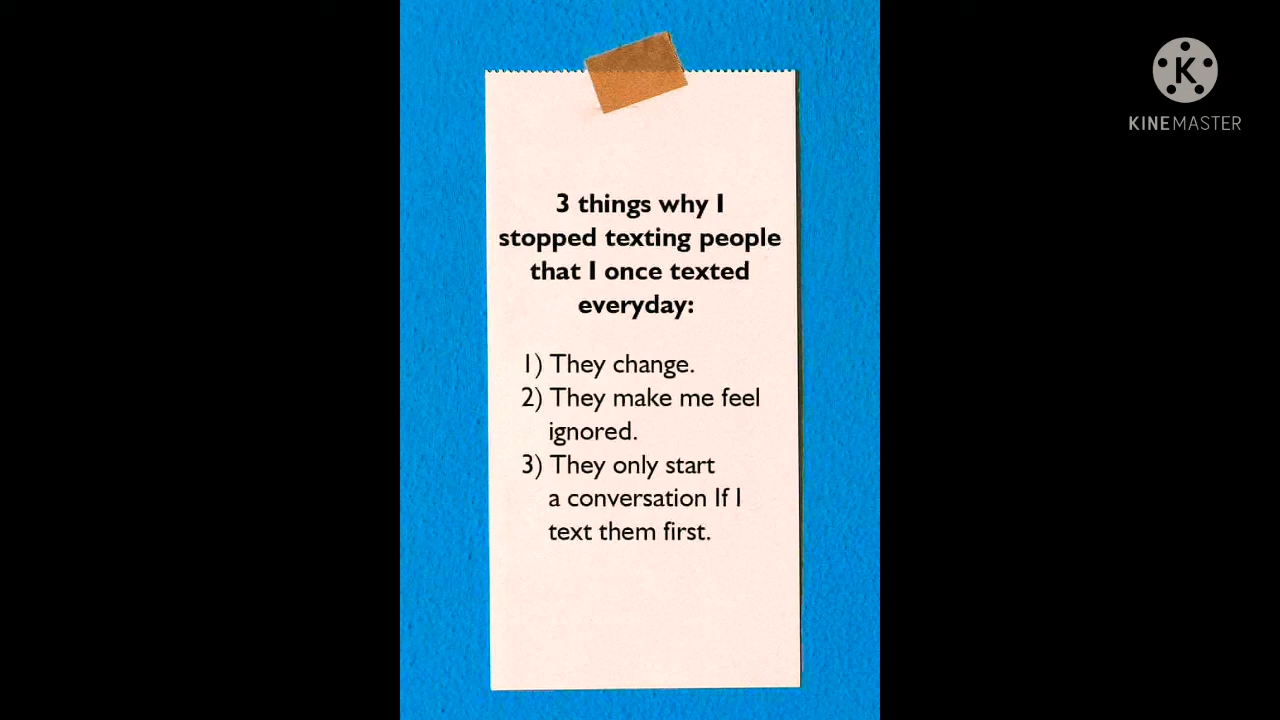 K
KINEMASTER
3 things why I
stopped texting people
that I once texted
everyday:
1) They change.
2) They make me feel
ignored.
3) They only start
a conversation If I
text them first.